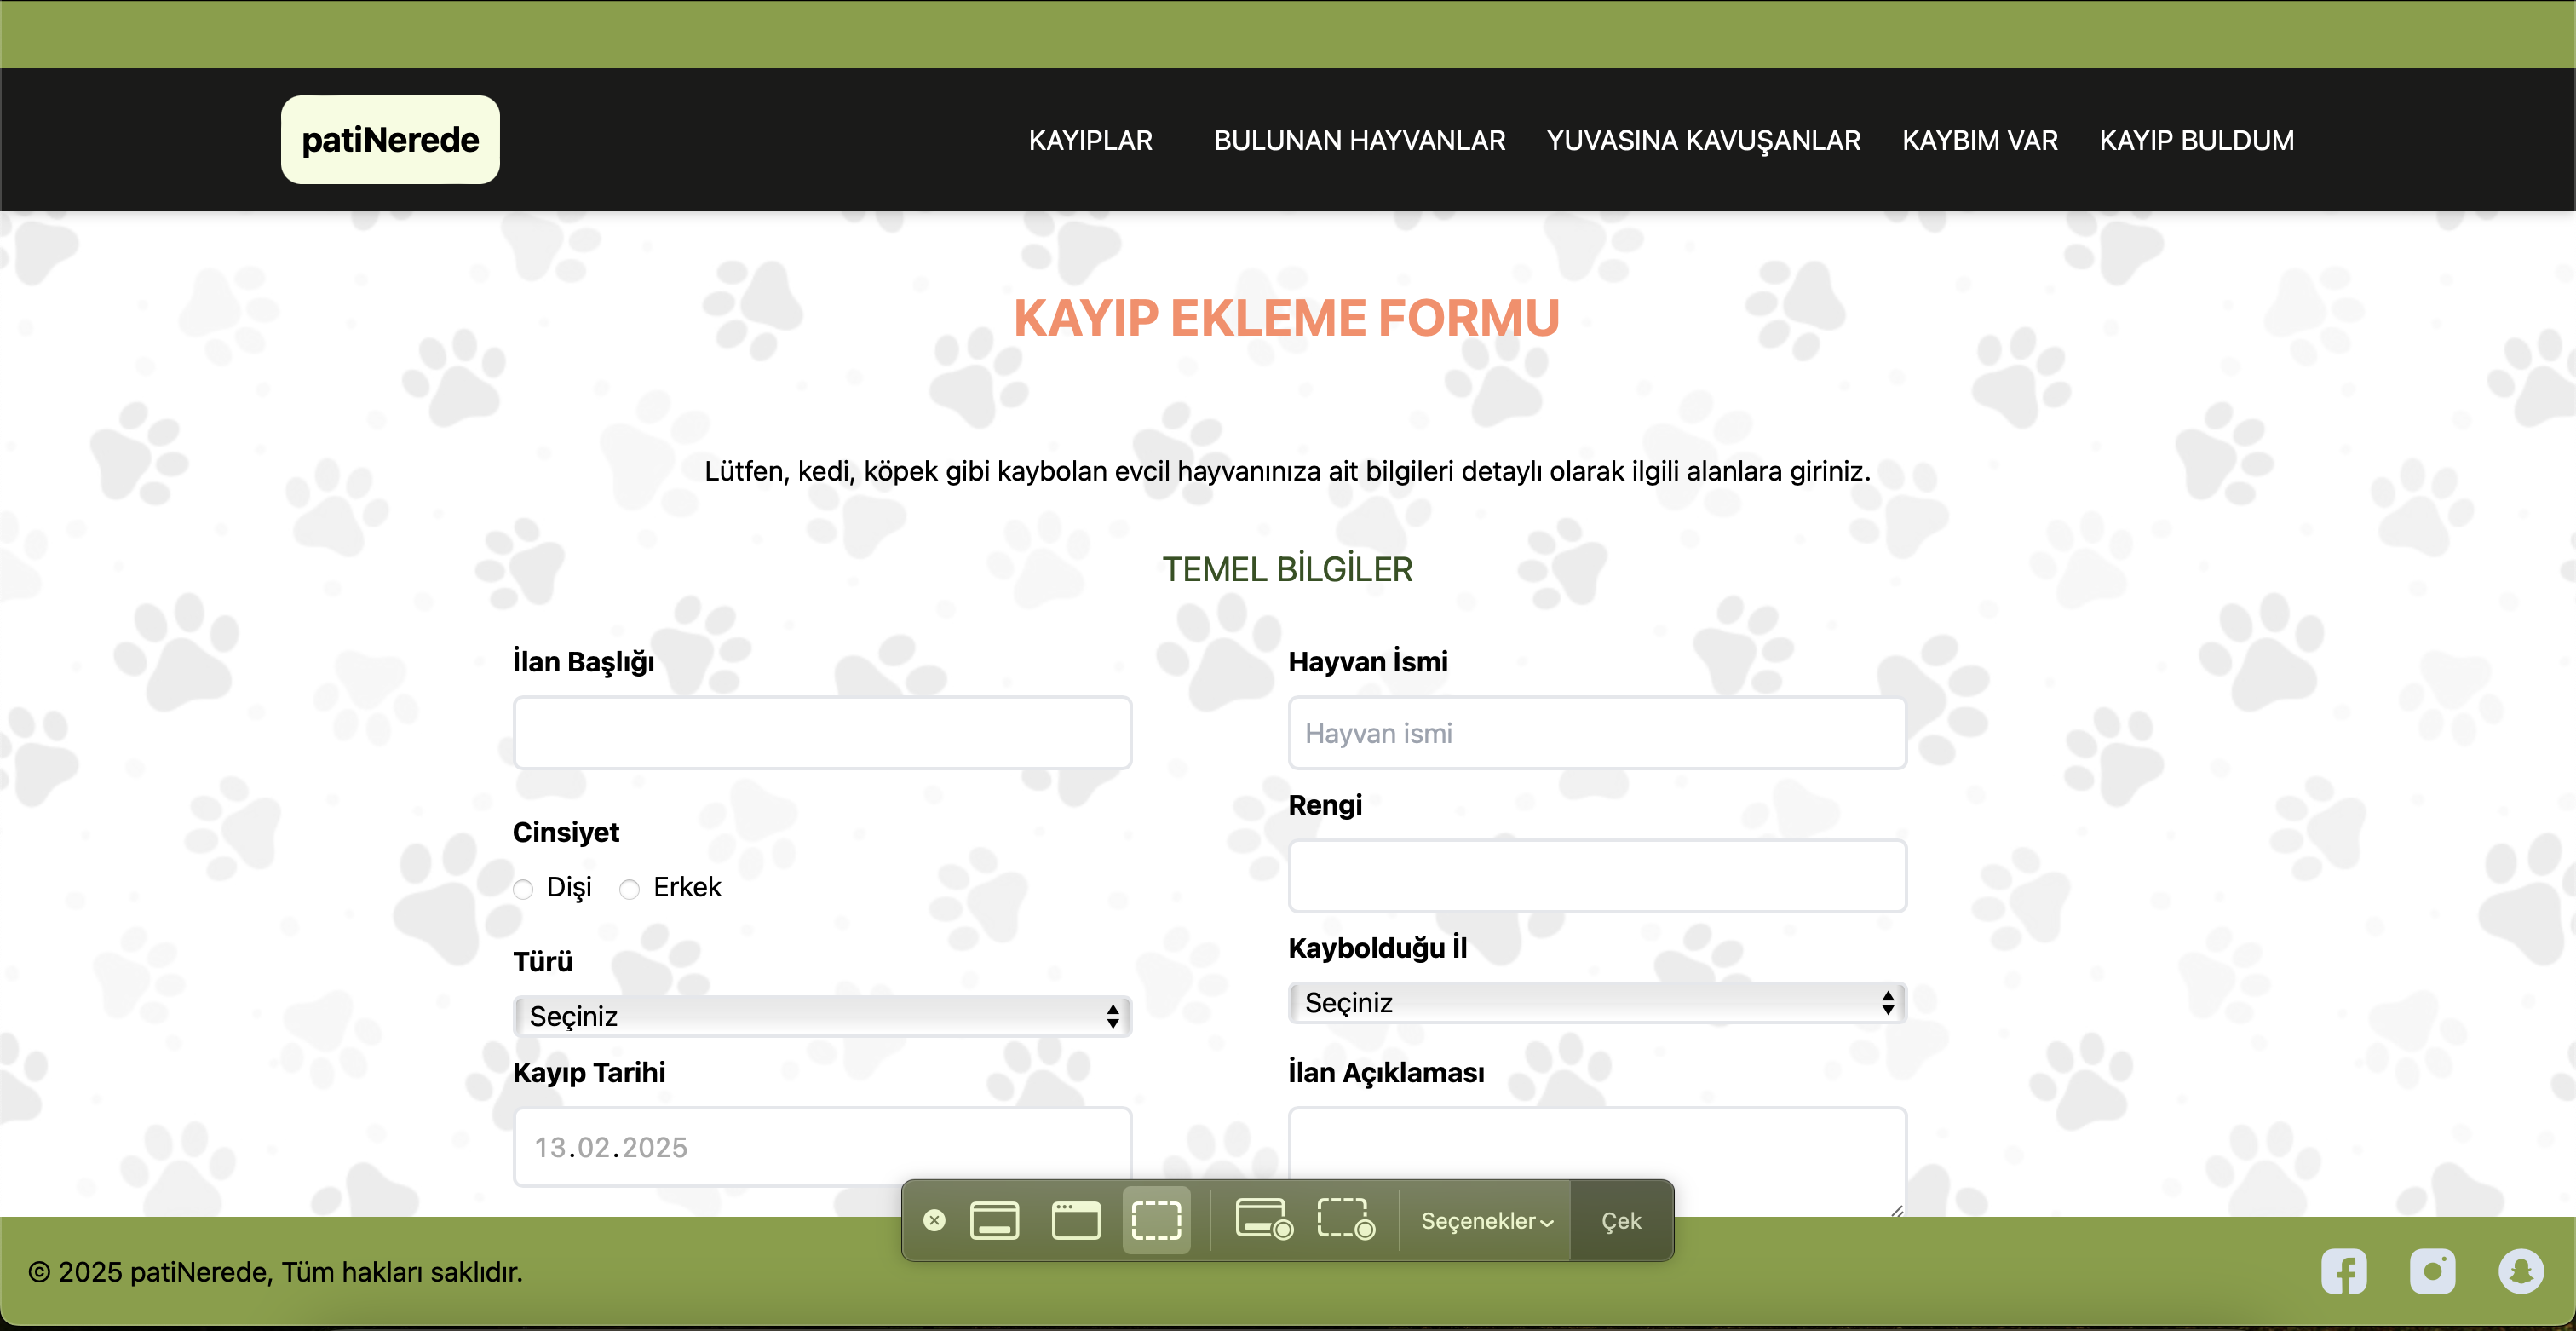 patiNerede
KAYIPLAR BULUNAN HAYVANLAR YUVASINA KAVUŞANLAR KAYBIM VAR KAYIP BULDUM
KAYIP EKLEME FORMU
Lütfen, kedi, köpek gibi kaybolan evcil hayvanınıza ait bilgileri detaylı olarak ilgili alanlara giriniz.
TEMEL BİLGİLER
İlan Başlığı
Hayvan İsmi
Hayvan ismi
Cinsiyet
Dişi Erkek
Rengi
Türü
Seçiniz
Kaybolduğu İl
Seçiniz
Kayıp Tarihi
13.02.2025
İlan Açıklaması
Seçenekler Çek
© 2025 patiNerede, Tüm hakları saklıdır.